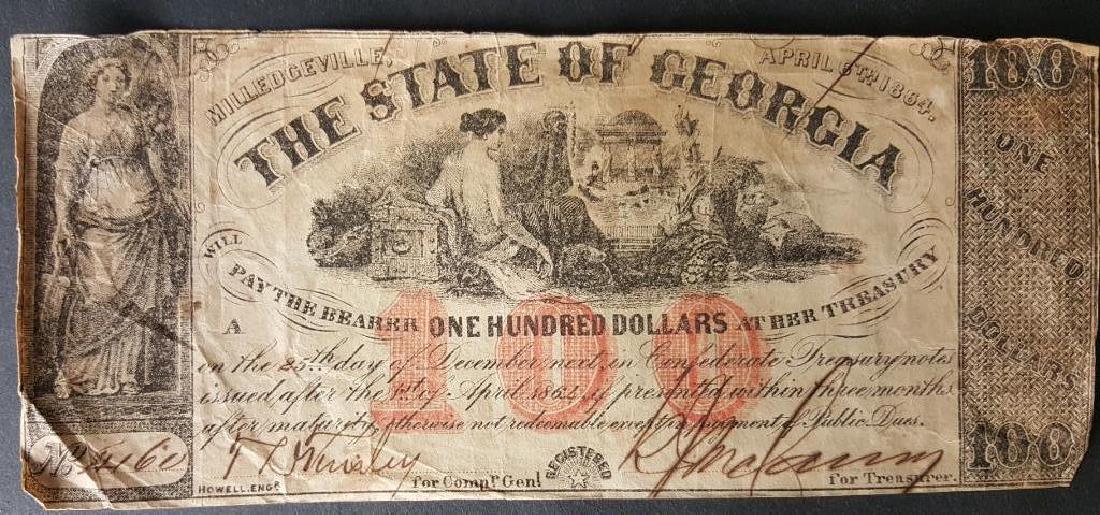 MILLEDGEVILLE, APRIL 6TH 1864.
THE STATE OF GEORGIA
WILL PAY THE BEARER ONE HUNDRED DOLLARS AT HER TREASURY
A
100
on the 25th day of December next, in Confederate Treasury notes
issued after the 1st of April 1864, if presented within three months
after maturity, otherwise not redeemable except in payment of Public Dues.
No
for Compr. Genl.
REGISTERED
for Treasurer.
HOWELL. ENGR.
100
ONE HUNDRED DOLLARS
100